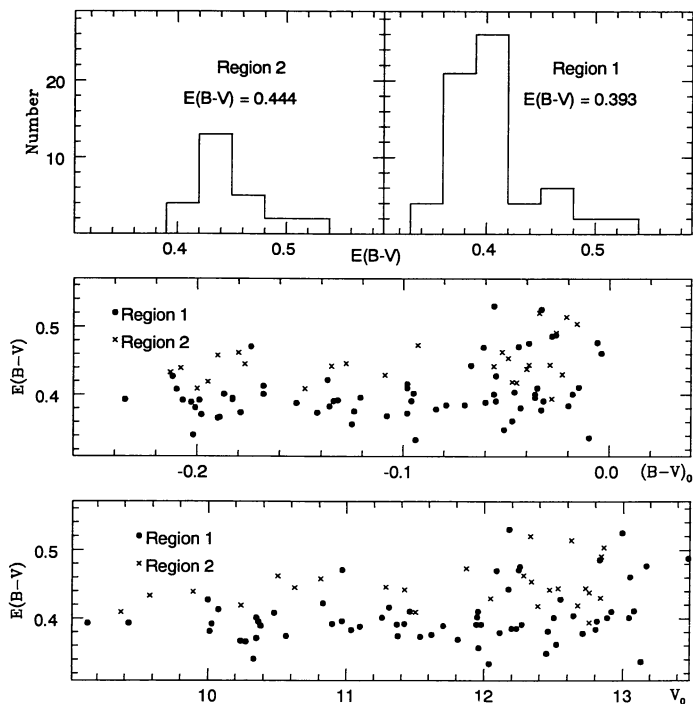 Number
20
10
Region 2
E(B-V) = 0.444
Region 1
E(B-V) = 0.393
0.4
0.5
0.4
0.5
E(B-V)
E(B-V)
0.5
0.4
Region 1
Region 2
-0.2
-0.1
0.0
(B-V)₀
E(B-V)
0.5
0.4
Region 1
Region 2
10
11
12
13
V₀